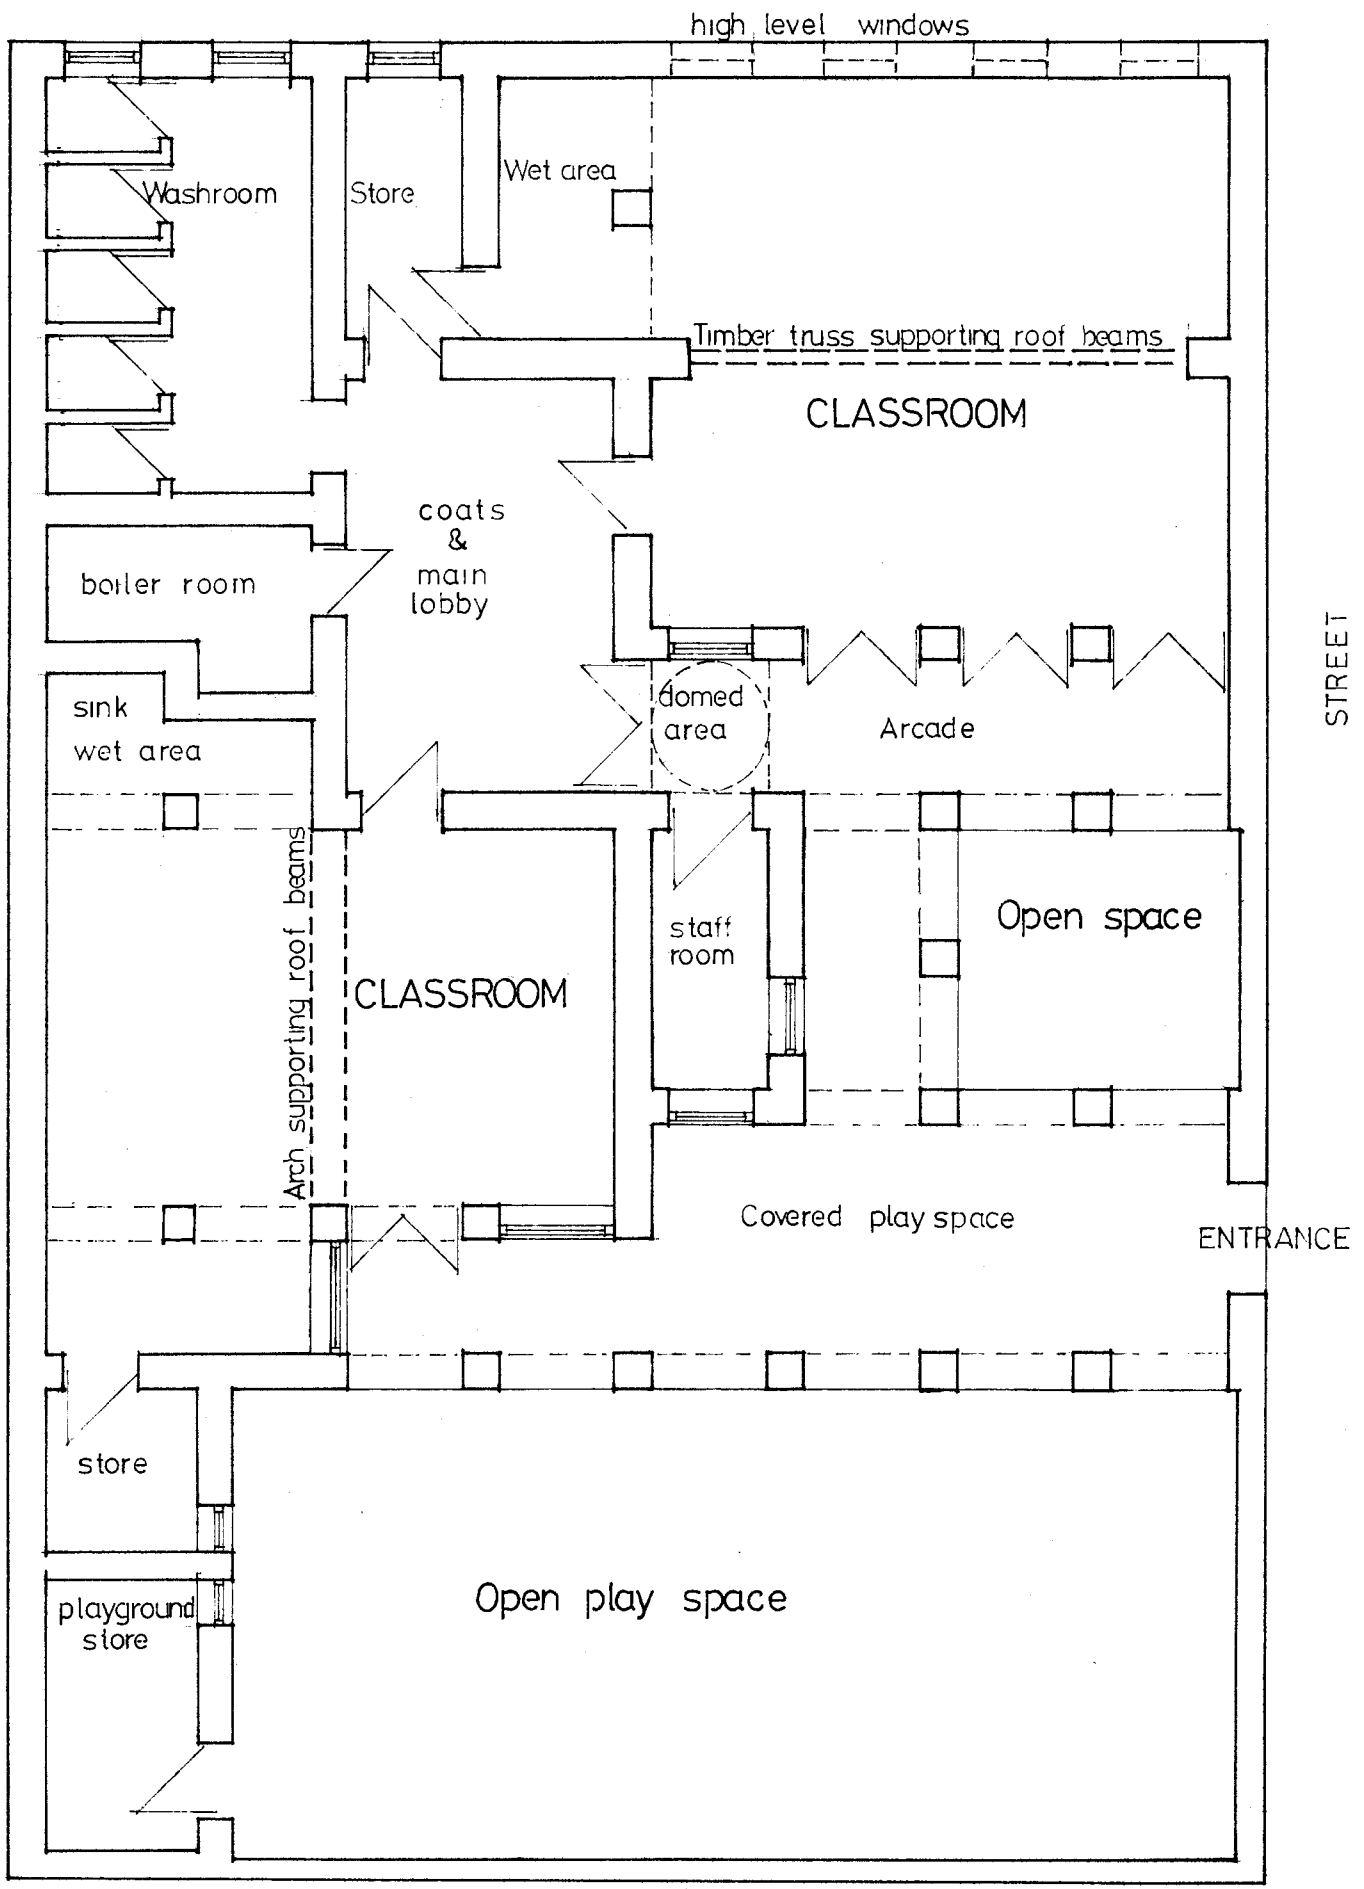 high level windows
Washroom
Store
Wet area
Timber truss supporting roof beams
CLASSROOM
coats
&
main
lobby
boiler room
STREET
sink
wet area
domed
area
Arcade
Arch supporting roof beams
Open space
staff
room
CLASSROOM
Covered play space
ENTRANCE
store
Open play space
playground
store